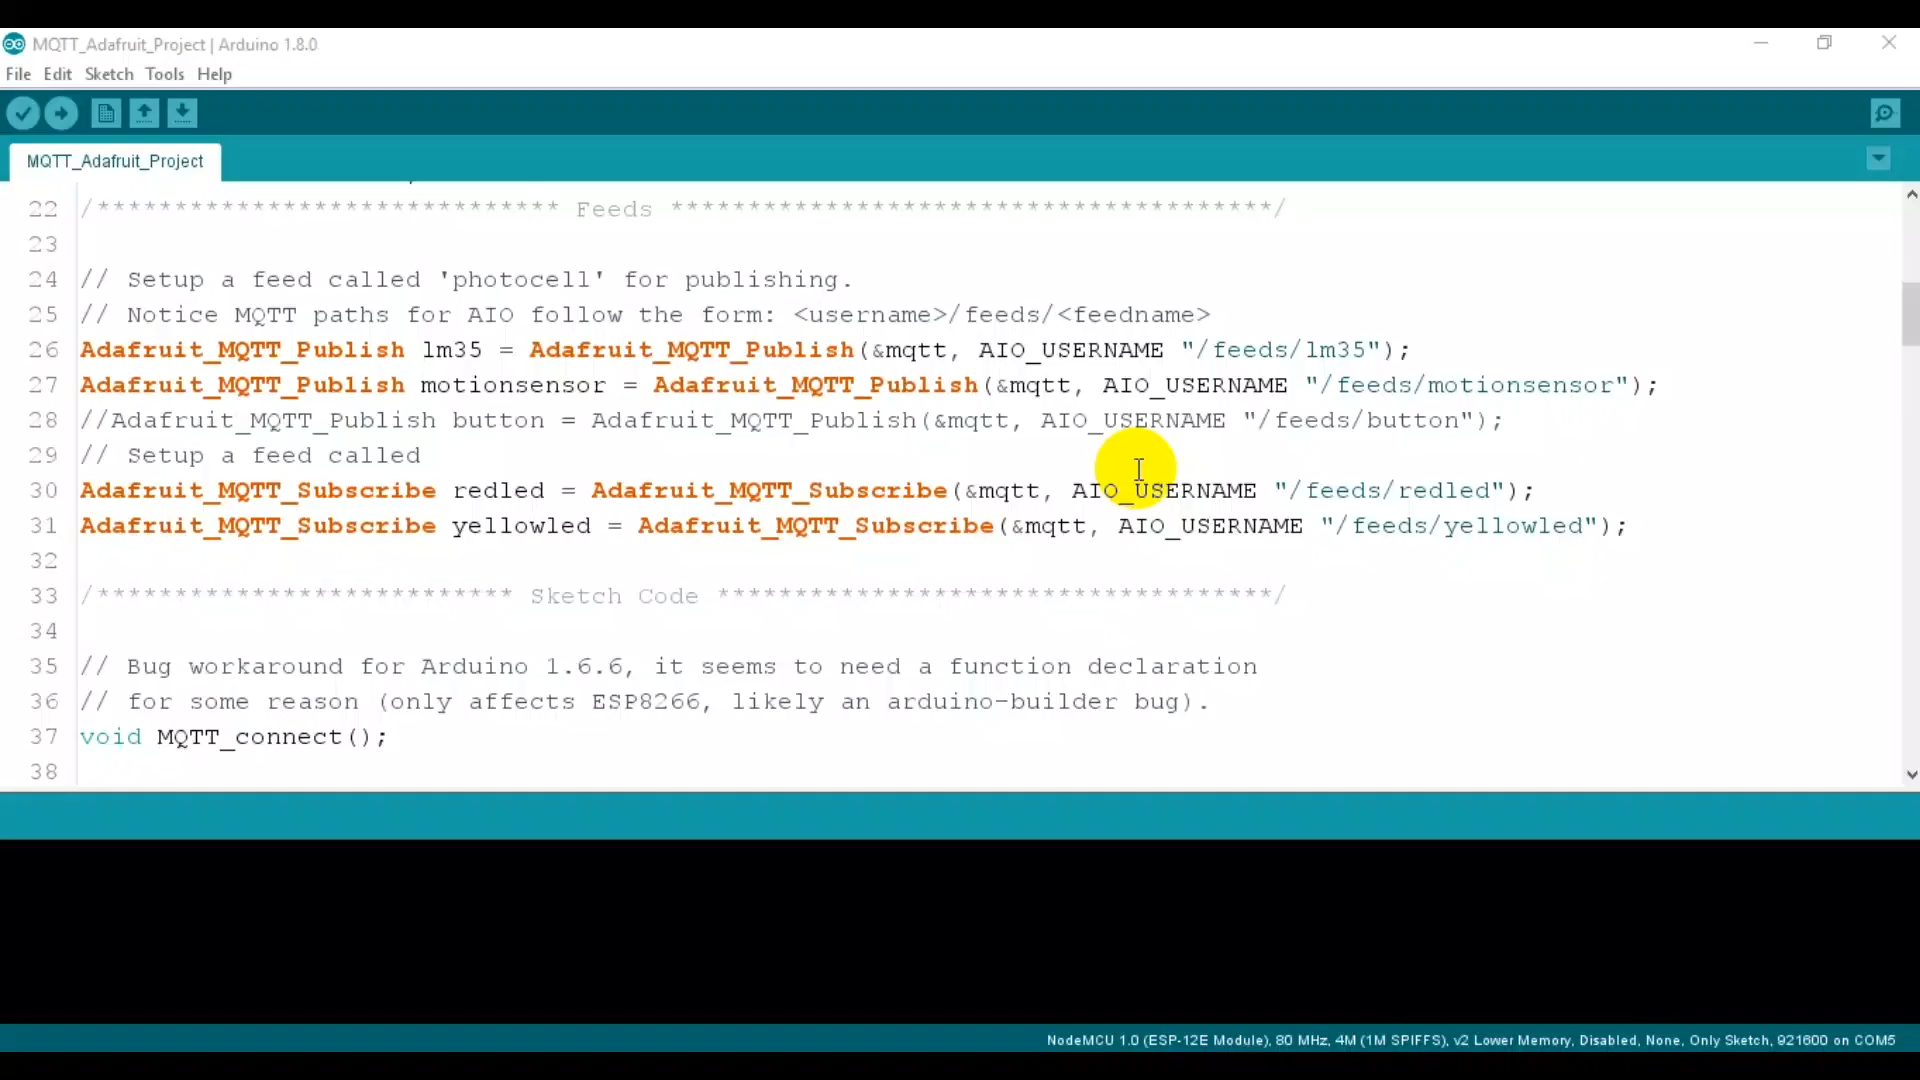 MQTT_Adafruit_Project | Arduino 1.8.0
File Edit Sketch Tools Help
MQTT_Adafruit_Project
22 /****************************** Feeds ***************************************/
23
24 // Setup a feed called 'photocell' for publishing.
25 // Notice MQTT paths for AIO follow the form: <username>/feeds/<feedname>
26 Adafruit_MQTT_Publish lm35 = Adafruit_MQTT_Publish(&mqtt, AIO_USERNAME "/feeds/lm35");
27 Adafruit_MQTT_Publish motionsensor = Adafruit_MQTT_Publish(&mqtt, AIO_USERNAME "/feeds/motionsensor");
28 //Adafruit_MQTT_Publish button = Adafruit_MQTT_Publish(&mqtt, AIO_USERNAME "/feeds/button");
29 // Setup a feed called
30 Adafruit_MQTT_Subscribe redled = Adafruit_MQTT_Subscribe(&mqtt, AIO_USERNAME "/feeds/redled");
31 Adafruit_MQTT_Subscribe yellowled = Adafruit_MQTT_Subscribe(&mqtt, AIO_USERNAME "/feeds/yellowled");
32
33 /*************************** Sketch Code ************************************/
34
35 // Bug workaround for Arduino 1.6.6, it seems to need a function declaration
36 // for some reason (only affects ESP8266, likely an arduino-builder bug).
37 void MQTT_connect();
38
NodeMCU 1.0 (ESP-12E Module), 80 MHz, 4M (1M SPIFFS), v2 Lower Memory, Disabled, None, Only Sketch, 921600 on COM5